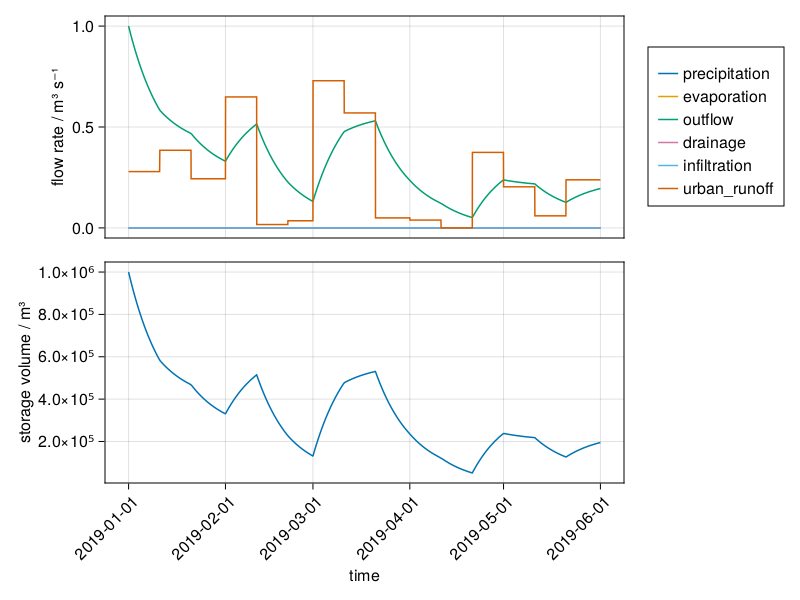 flow rate / m³ s⁻¹
1.0
0.5
0.0
precipitation
evaporation
outflow
drainage
infiltration
urban_runoff
storage volume / m³
1.0×10⁶
8.0×10⁵
6.0×10⁵
4.0×10⁵
2.0×10⁵
2019-01-01
2019-02-01
2019-03-01
2019-04-01
2019-05-01
2019-06-01
time